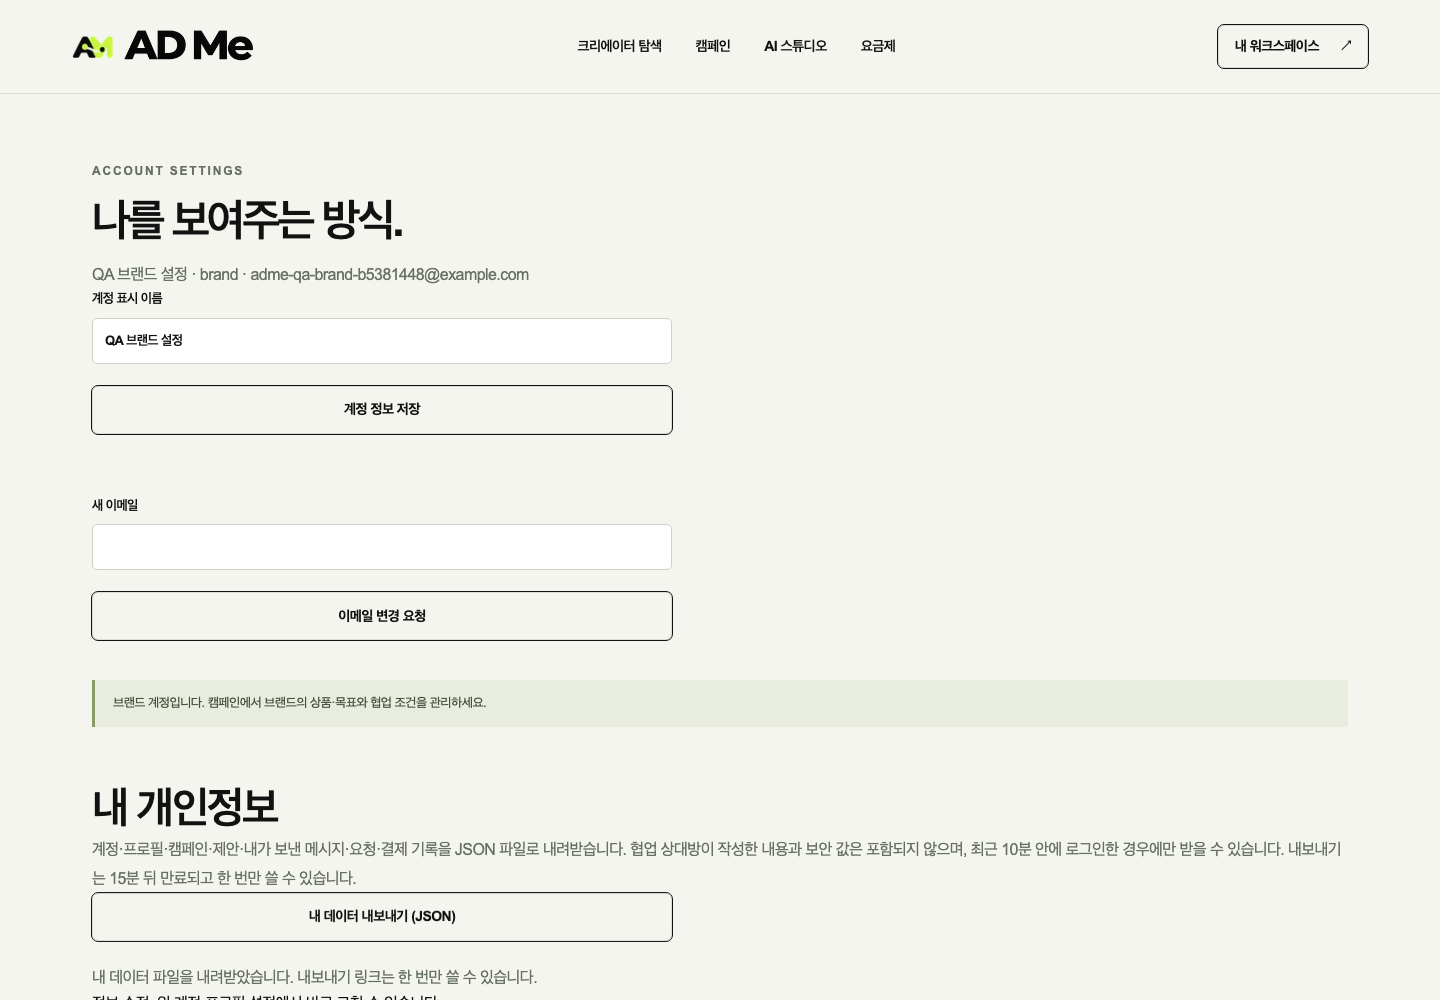 AM AD Me
크리에이터 탐색 캠페인 AI 스튜디오 요금제
내 워크스페이스 ↗
ACCOUNT SETTINGS
나를 보여주는 방식.
QA 브랜드 설정 · brand · adme-qa-brand-b5381448@example.com
계정 표시 이름
QA 브랜드 설정
계정 정보 저장
새 이메일
이메일 변경 요청
브랜드 계정입니다. 캠페인에서 브랜드의 상품·목표와 협업 조건을 관리하세요.
내 개인정보
계정·프로필·캠페인·제안·내가 보낸 메시지·요청·결제 기록을 JSON 파일로 내려받습니다. 협업 상대방이 작성한 내용과 보안 값은 포함되지 않으며, 최근 10분 안에 로그인한 경우에만 받을 수 있습니다. 내보내기
는 15분 뒤 만료되고 한 번만 쓸 수 있습니다.
내 데이터 내보내기 (JSON)
내 데이터 파일을 내려받았습니다. 내보내기 링크는 한 번만 쓸 수 있습니다.